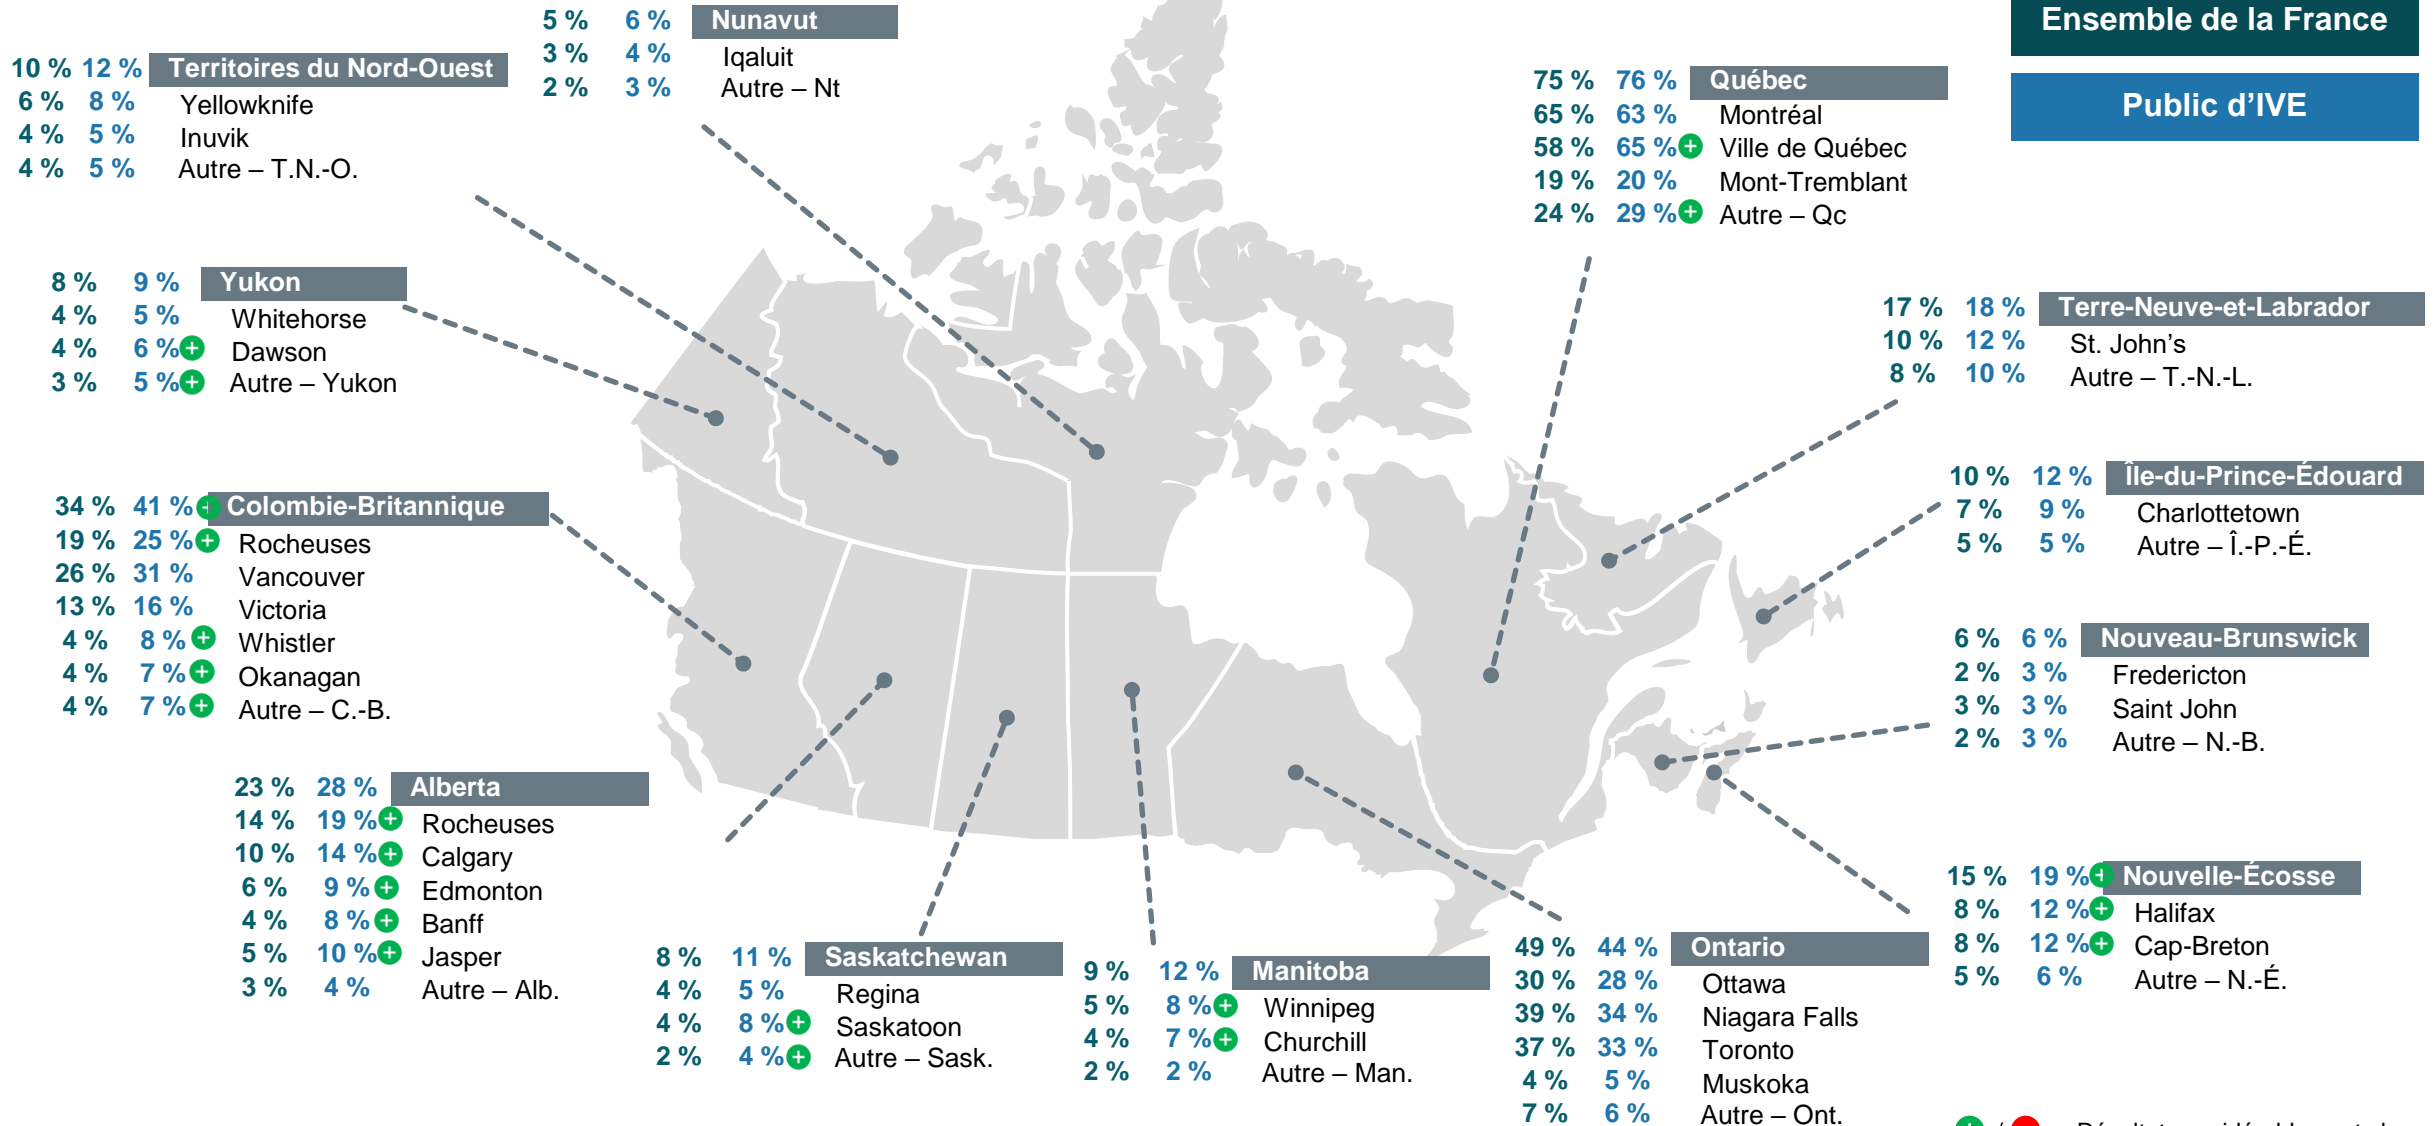 Ensemble de la France
Public d'IVE
5 % 6 % Nunavut
3 % 4 % Iqaluit
2 % 3 % Autre – Nt
10 % 12 % Territoires du Nord-Ouest
6 % 8 % Yellowknife
4 % 5 % Inuvik
4 % 5 % Autre – T.N.-O.
75 % 76 % Québec
65 % 63 % Montréal
58 % 65 % + Ville de Québec
19 % 20 % Mont-Tremblant
24 % 29 % + Autre – Qc
8 % 9 % Yukon
4 % 5 % Whitehorse
4 % 6 % + Dawson
3 % 5 % + Autre – Yukon
17 % 18 % Terre-Neuve-et-Labrador
10 % 12 % St. John's
8 % 10 % Autre – T.-N.-L.
10 % 12 % Île-du-Prince-Édouard
7 % 9 % Charlottetown
5 % 5 % Autre – Î.-P.-É.
34 % 41 % + Colombie-Britannique
19 % 25 % + Rocheuses
26 % 31 % Vancouver
13 % 16 % Victoria
4 % 8 % + Whistler
4 % 7 % + Okanagan
4 % 7 % + Autre – C.-B.
6 % 6 % Nouveau-Brunswick
2 % 3 % Fredericton
3 % 3 % Saint John
2 % 3 % Autre – N.-B.
23 % 28 % Alberta
14 % 19 % + Rocheuses
10 % 14 % + Calgary
6 % 9 % + Edmonton
4 % 8 % + Banff
5 % 10 % + Jasper
3 % 4 % Autre – Alb.
15 % 19 % + Nouvelle-Écosse
8 % 12 % + Halifax
8 % 12 % + Cap-Breton
5 % 6 % Autre – N.-É.
8 % 11 % Saskatchewan
4 % 5 % Regina
4 % 8 % + Saskatoon
2 % 4 % + Autre – Sask.
9 % 12 % Manitoba
5 % 8 % + Winnipeg
4 % 7 % + Churchill
2 % 2 % Autre – Man.
49 % 44 % Ontario
30 % 28 % Ottawa
39 % 34 % Niagara Falls
37 % 33 % Toronto
4 % 5 % Muskoka
7 % 6 % Autre – Ont.